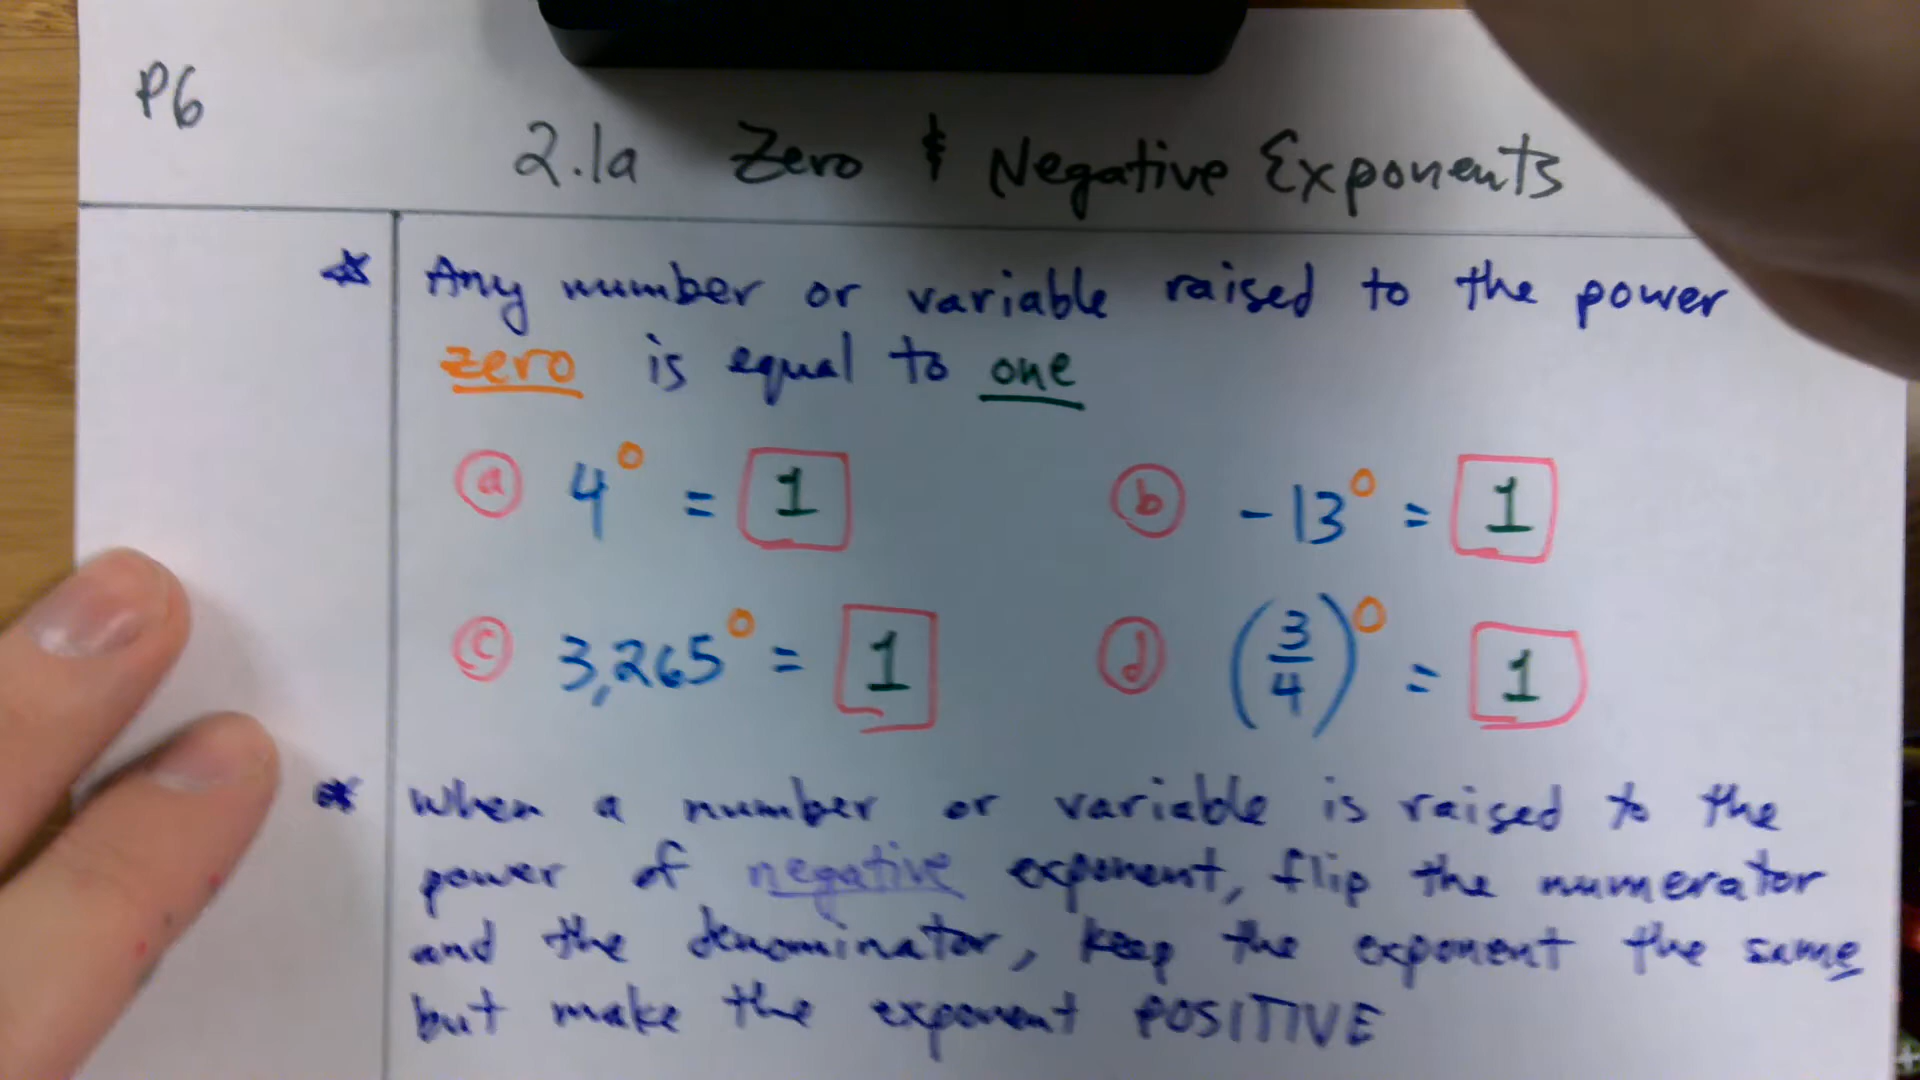 P6
2.1a Zero & Negative Exponents
☆ Any number or variable raised to the power
zero is equal to one
ⓐ 4⁰ = 1 ⓑ -13⁰ = 1
ⓒ 3,265⁰ = 1 ⓓ (3/4)⁰ = 1
☆ When a number or variable is raised to the
power of negative exponent, flip the numerator
and the denominator, keep the exponent the same
but make the exponent POSITIVE